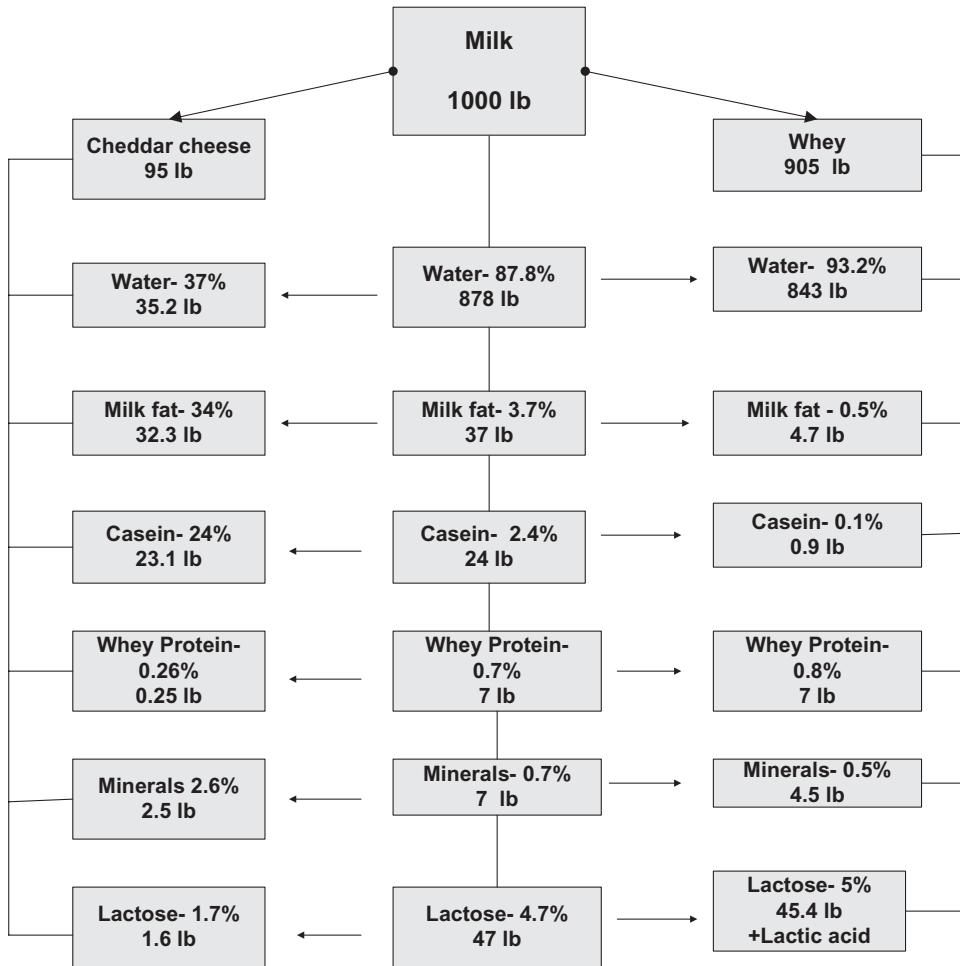 Milk
1000 lb
Cheddar cheese
95 lb
Whey
905 lb
Water- 37%
35.2 lb
Water- 87.8%
878 lb
Water- 93.2%
843 lb
Milk fat- 34%
32.3 lb
Milk fat- 3.7%
37 lb
Milk fat - 0.5%
4.7 lb
Casein- 24%
23.1 lb
Casein- 2.4%
24 lb
Casein- 0.1%
0.9 lb
Whey Protein-
0.26%
0.25 lb
Whey Protein-
0.7%
7 lb
Whey Protein-
0.8%
7 lb
Minerals 2.6%
2.5 lb
Minerals- 0.7%
7 lb
Minerals- 0.5%
4.5 lb
Lactose- 1.7%
1.6 lb
Lactose- 4.7%
47 lb
Lactose- 5%
45.4 lb
+Lactic acid